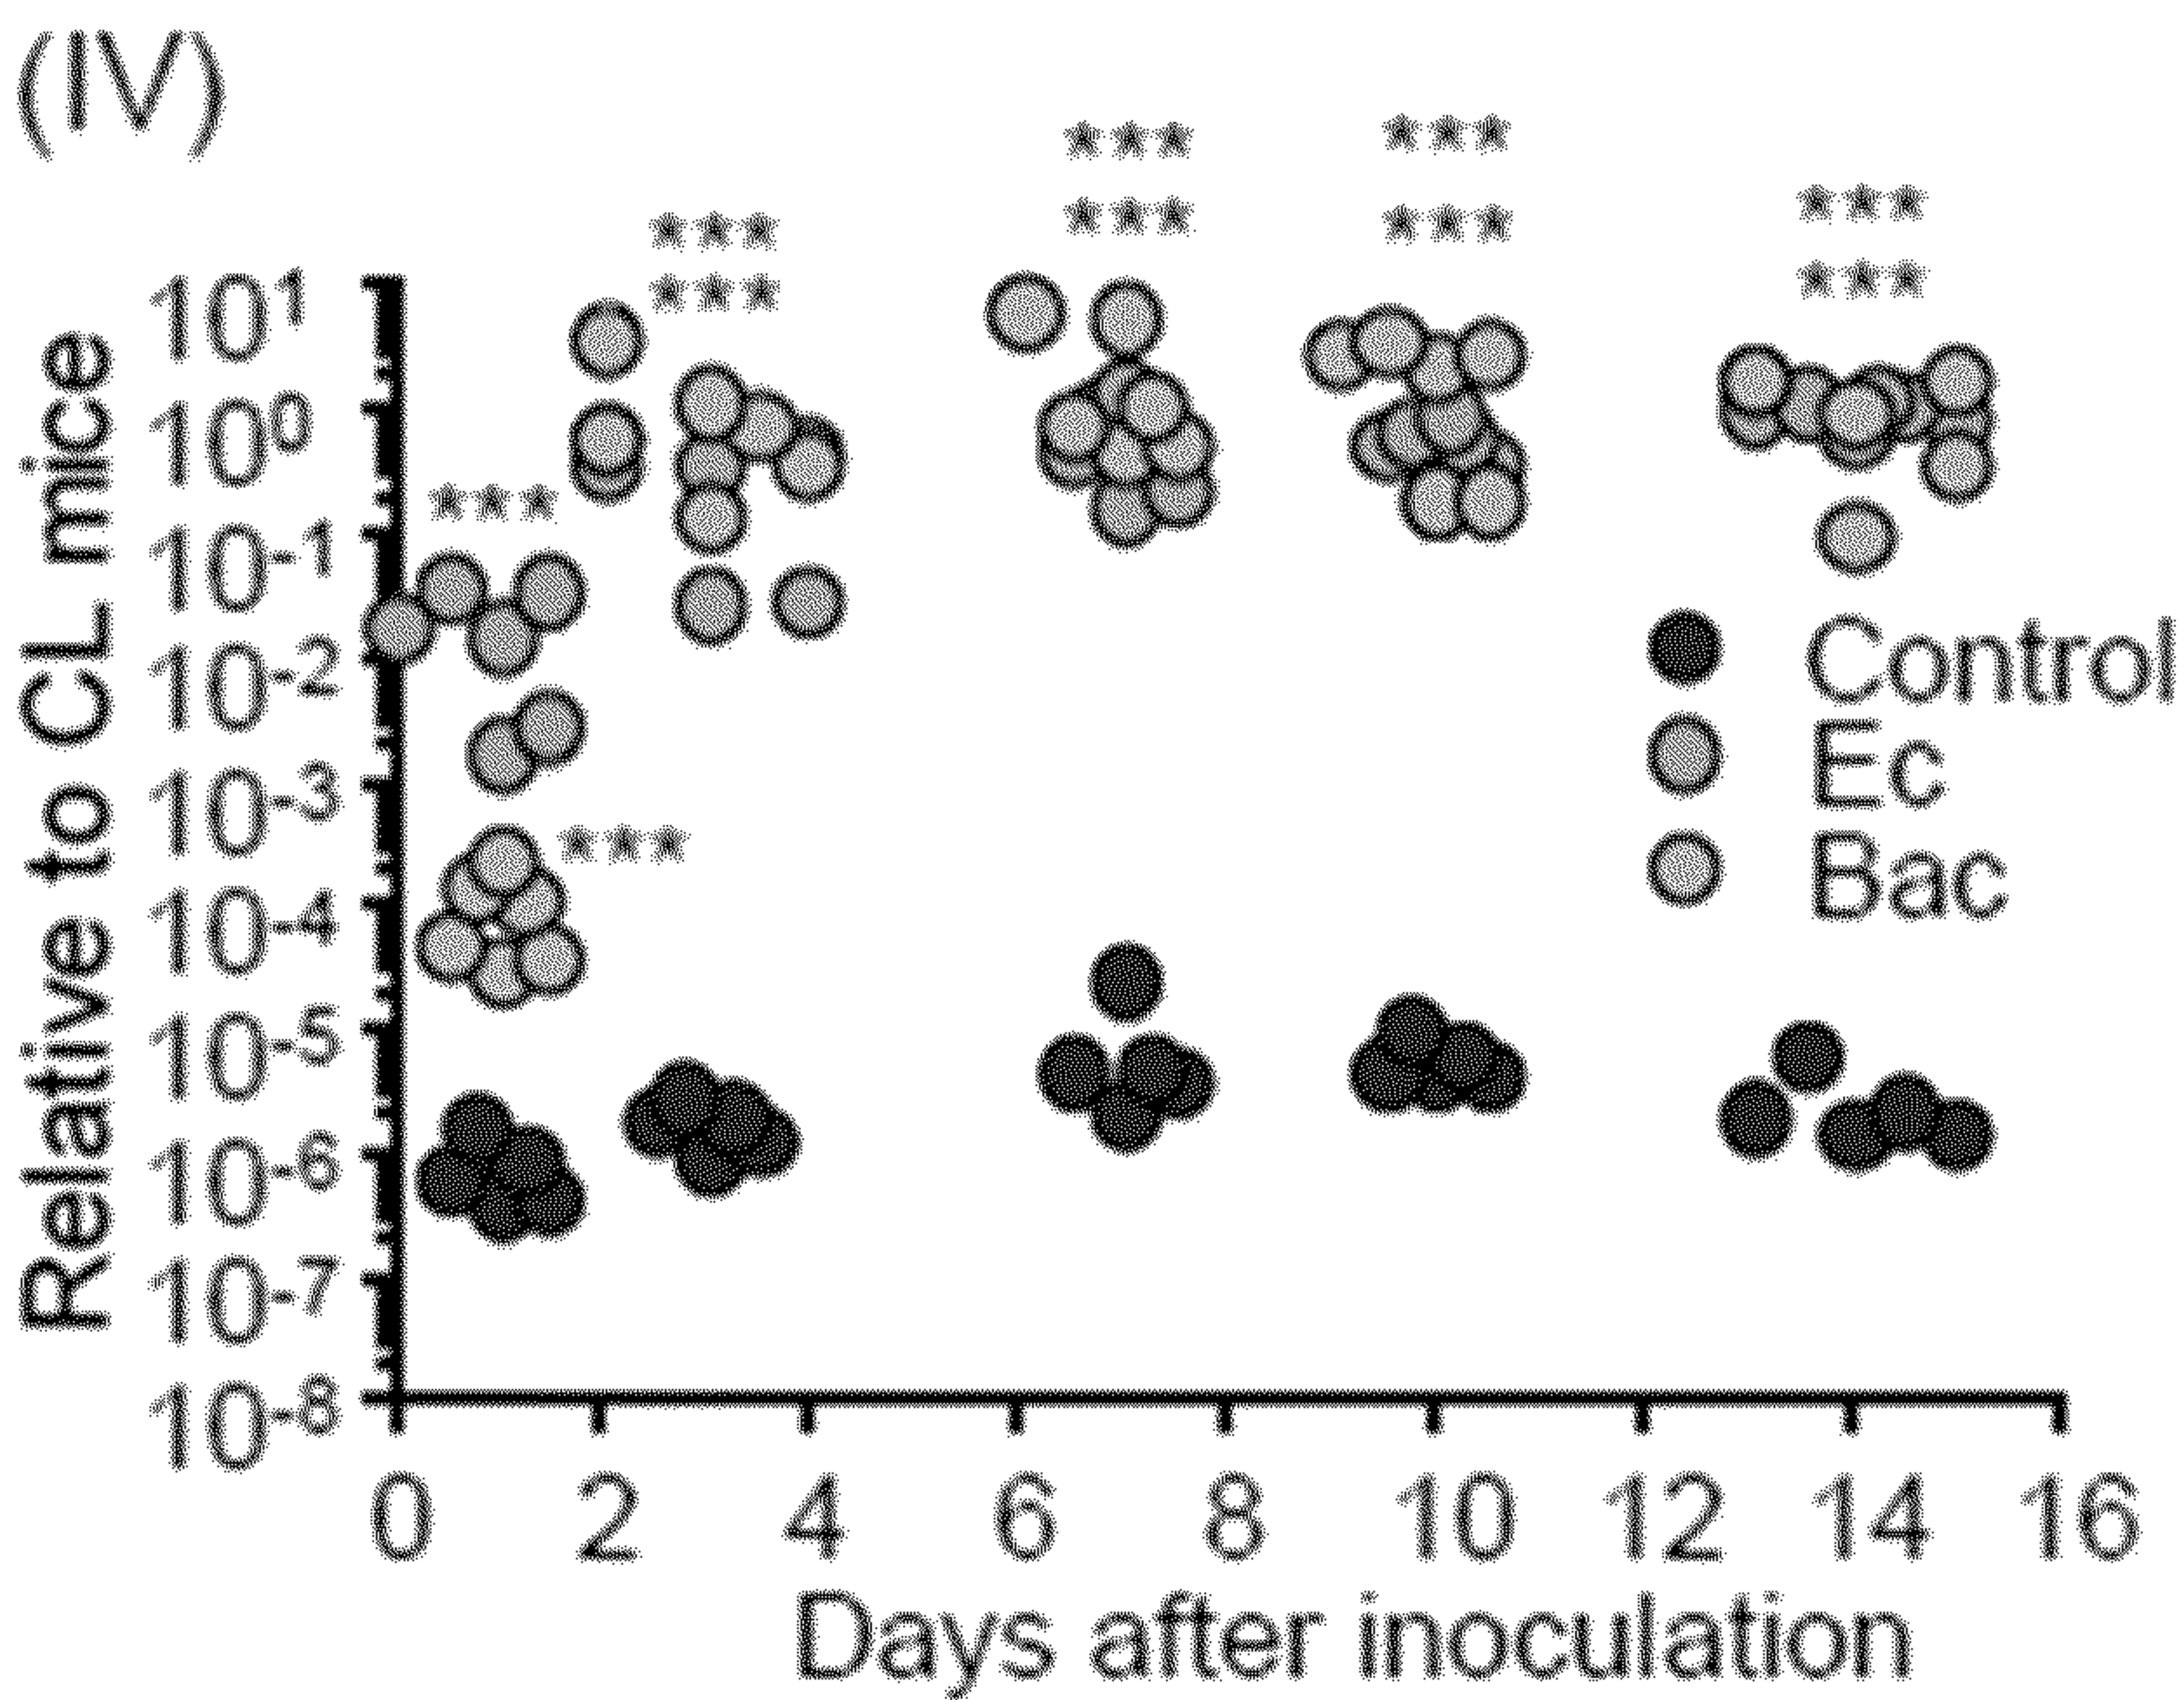 (IV)
***
***
***
***
***
***
***
***
***
***
Relative to CL mice
10^1
10^0
10^-1
10^-2
10^-3
10^-4
10^-5
10^-6
10^-7
10^-8
Control
Ec
Bac
0 2 4 6 8 10 12 14 16
Days after inoculation